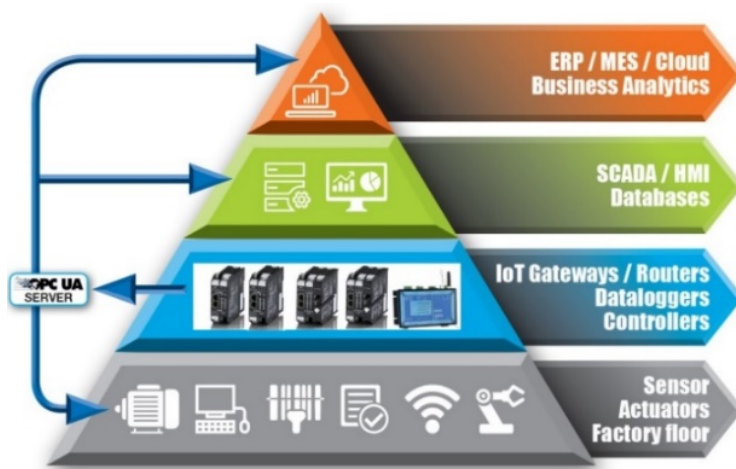 ERP / MES / Cloud
Business Analytics
SCADA / HMI
Databases
OPC UA
SERVER
IoT Gateways / Routers
Dataloggers
Controllers
Sensor
Actuators
Factory floor